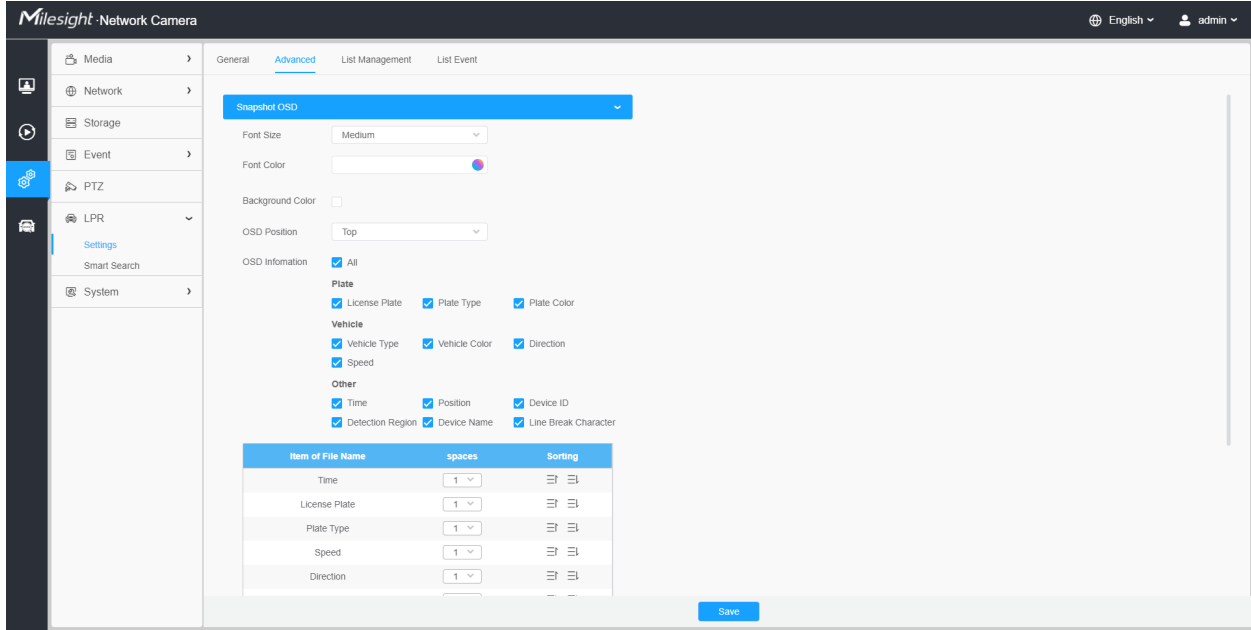 Milesight · Network Camera English admin
Media General Advanced List Management List Event
Network
Storage
Event
PTZ
LPR
Settings
Smart Search
System
Snapshot OSD
Font Size Medium
Font Color
Background Color
OSD Position Top
OSD Infomation All
Plate
License Plate Plate Type Plate Color
Vehicle
Vehicle Type Vehicle Color Direction
Speed
Other
Time Position Device ID
Detection Region Device Name Line Break Character
Item of File Name spaces Sorting
Time 1
License Plate 1
Plate Type 1
Speed 1
Direction 1
Save